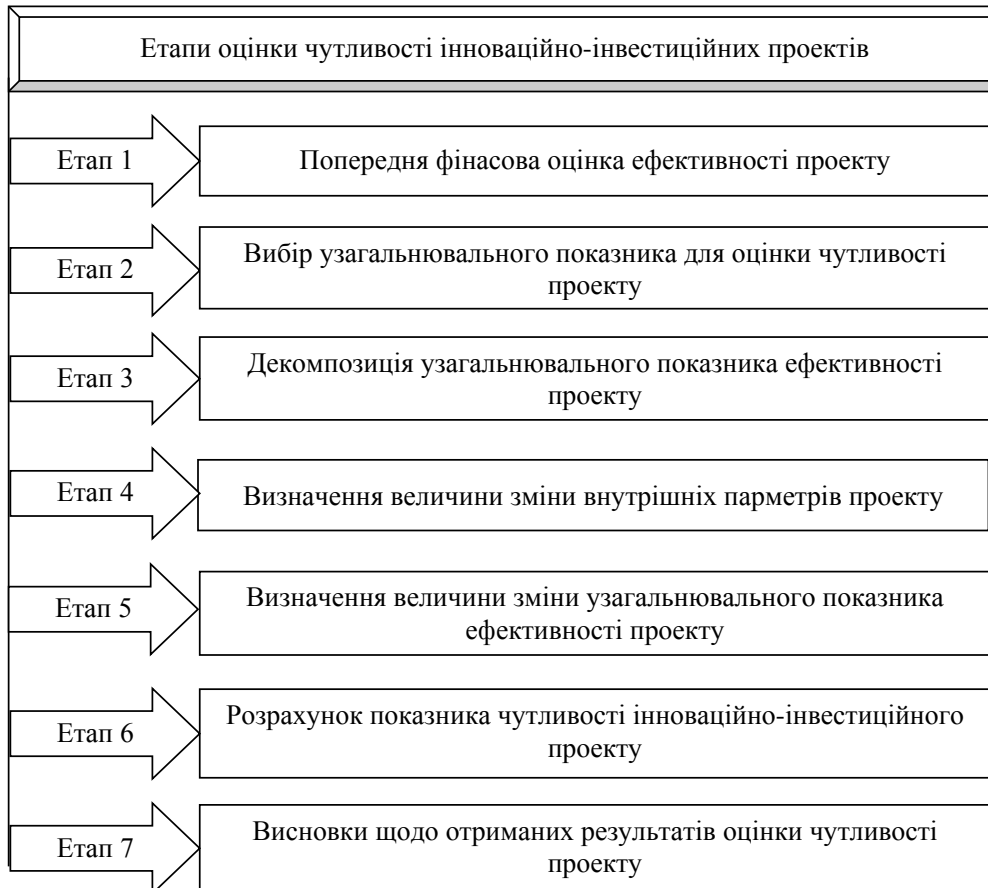 Етапи оцінки чутливості інноваційно-інвестиційних проектів
Етап 1
Попередня фінасова оцінка ефективності проекту
Етап 2
Вибір узагальнювального показника для оцінки чутливості
проекту
Етап 3
Декомпозиція узагальнювального показника ефективності
проекту
Етап 4
Визначення величини зміни внутрішніх парметрів проекту
Етап 5
Визначення величини зміни узагальнювального показника
ефективності проекту
Етап 6
Розрахунок показника чутливості інноваційно-інвестиційного
проекту
Етап 7
Висновки щодо отриманих результатів оцінки чутливості
проекту